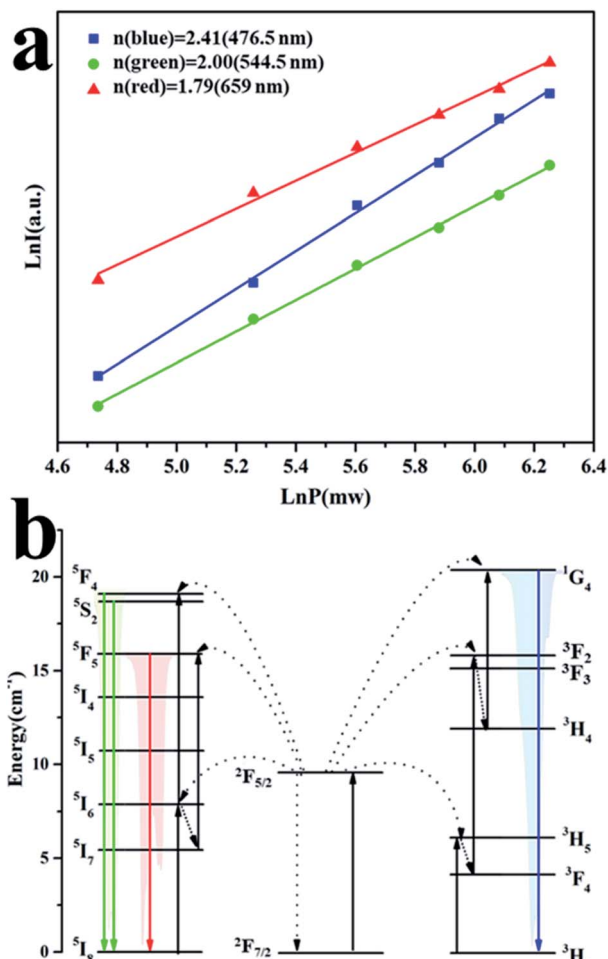 a
n(blue)=2.41(476.5 nm)
n(green)=2.00(544.5 nm)
n(red)=1.79(659 nm)
LnI(a.u.)
4.6 4.8 5.0 5.2 5.4 5.6 5.8 6.0 6.2 6.4
LnP(mw)
b
Energy(cm⁻¹)
20
15
10
5
0
⁵F₄
⁵S₂
⁵F₅
⁵I₄
⁵I₅
⁵I₆
⁵I₇
⁵I₈
²F₅/₂
²F₇/₂
¹G₄
³F₂
³F₃
³H₄
³H₅
³F₄
³H